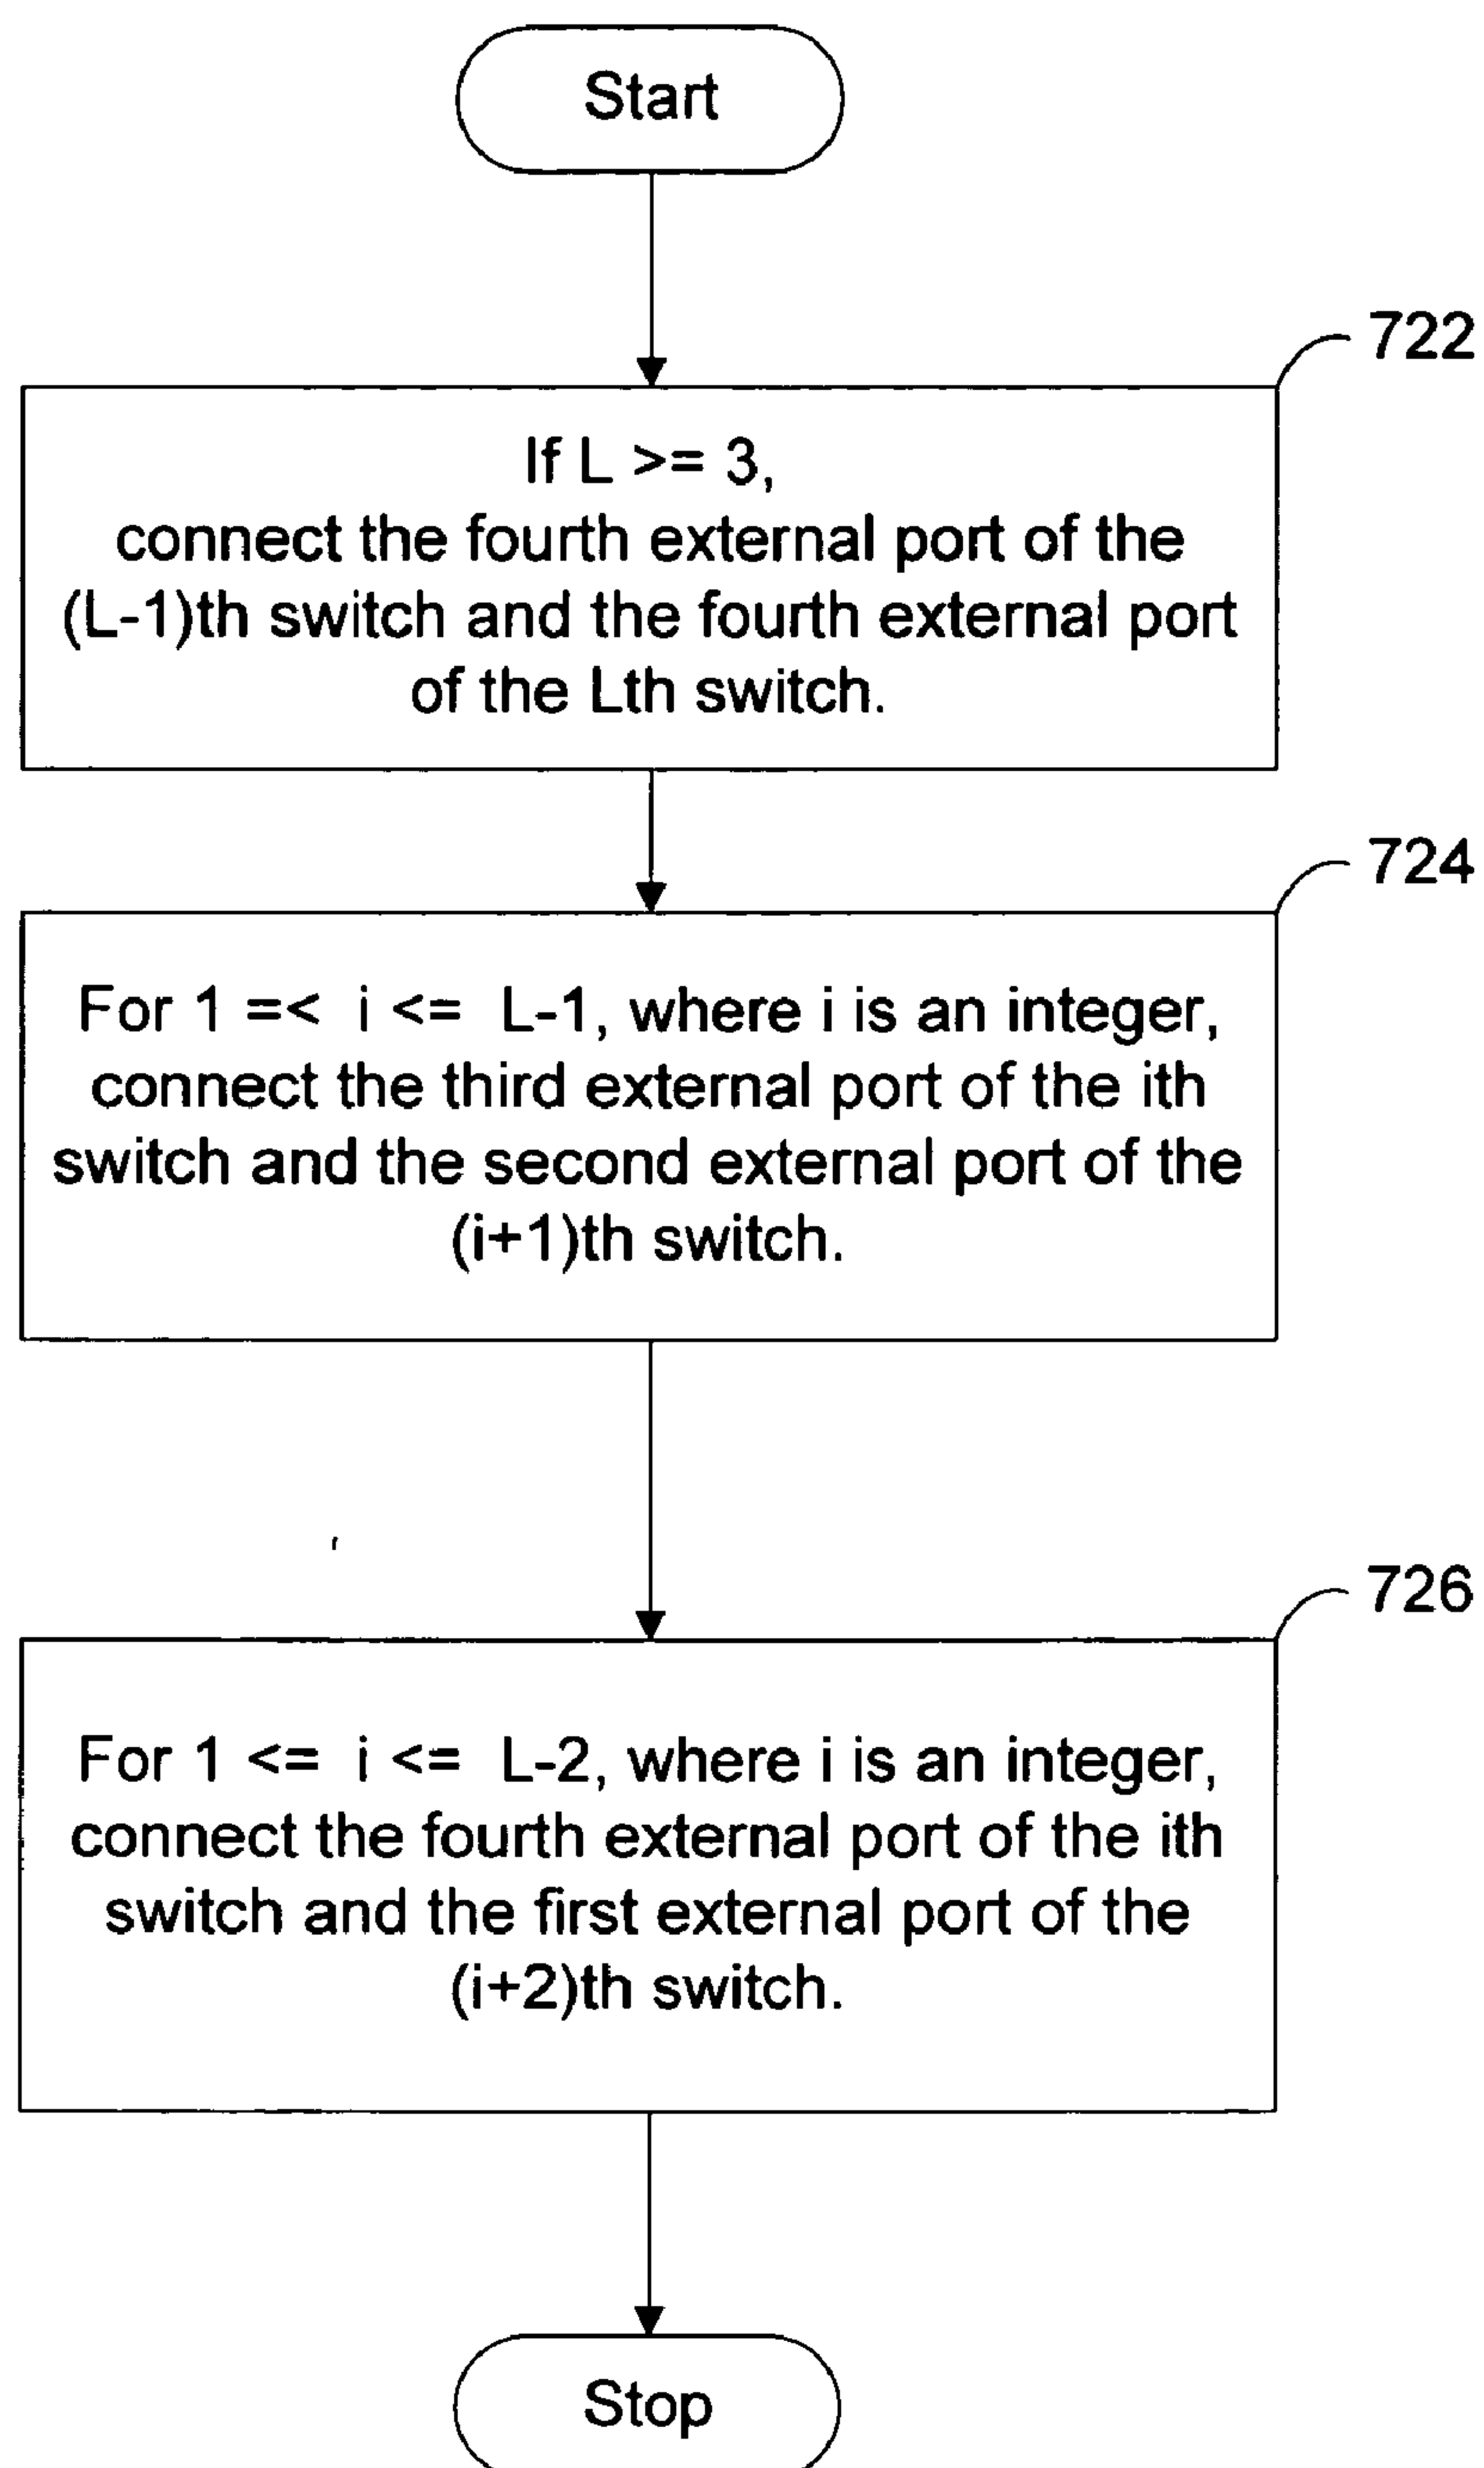 Start
722
If L >= 3,
connect the fourth external port of the
(L-1)th switch and the fourth external port
of the Lth switch.
724
For 1 =< i <= L-1, where i is an integer,
connect the third external port of the ith
switch and the second external port of the
(i+1)th switch.
726
For 1 <= i <= L-2, where i is an integer,
connect the fourth external port of the ith
switch and the first external port of the
(i+2)th switch.
Stop